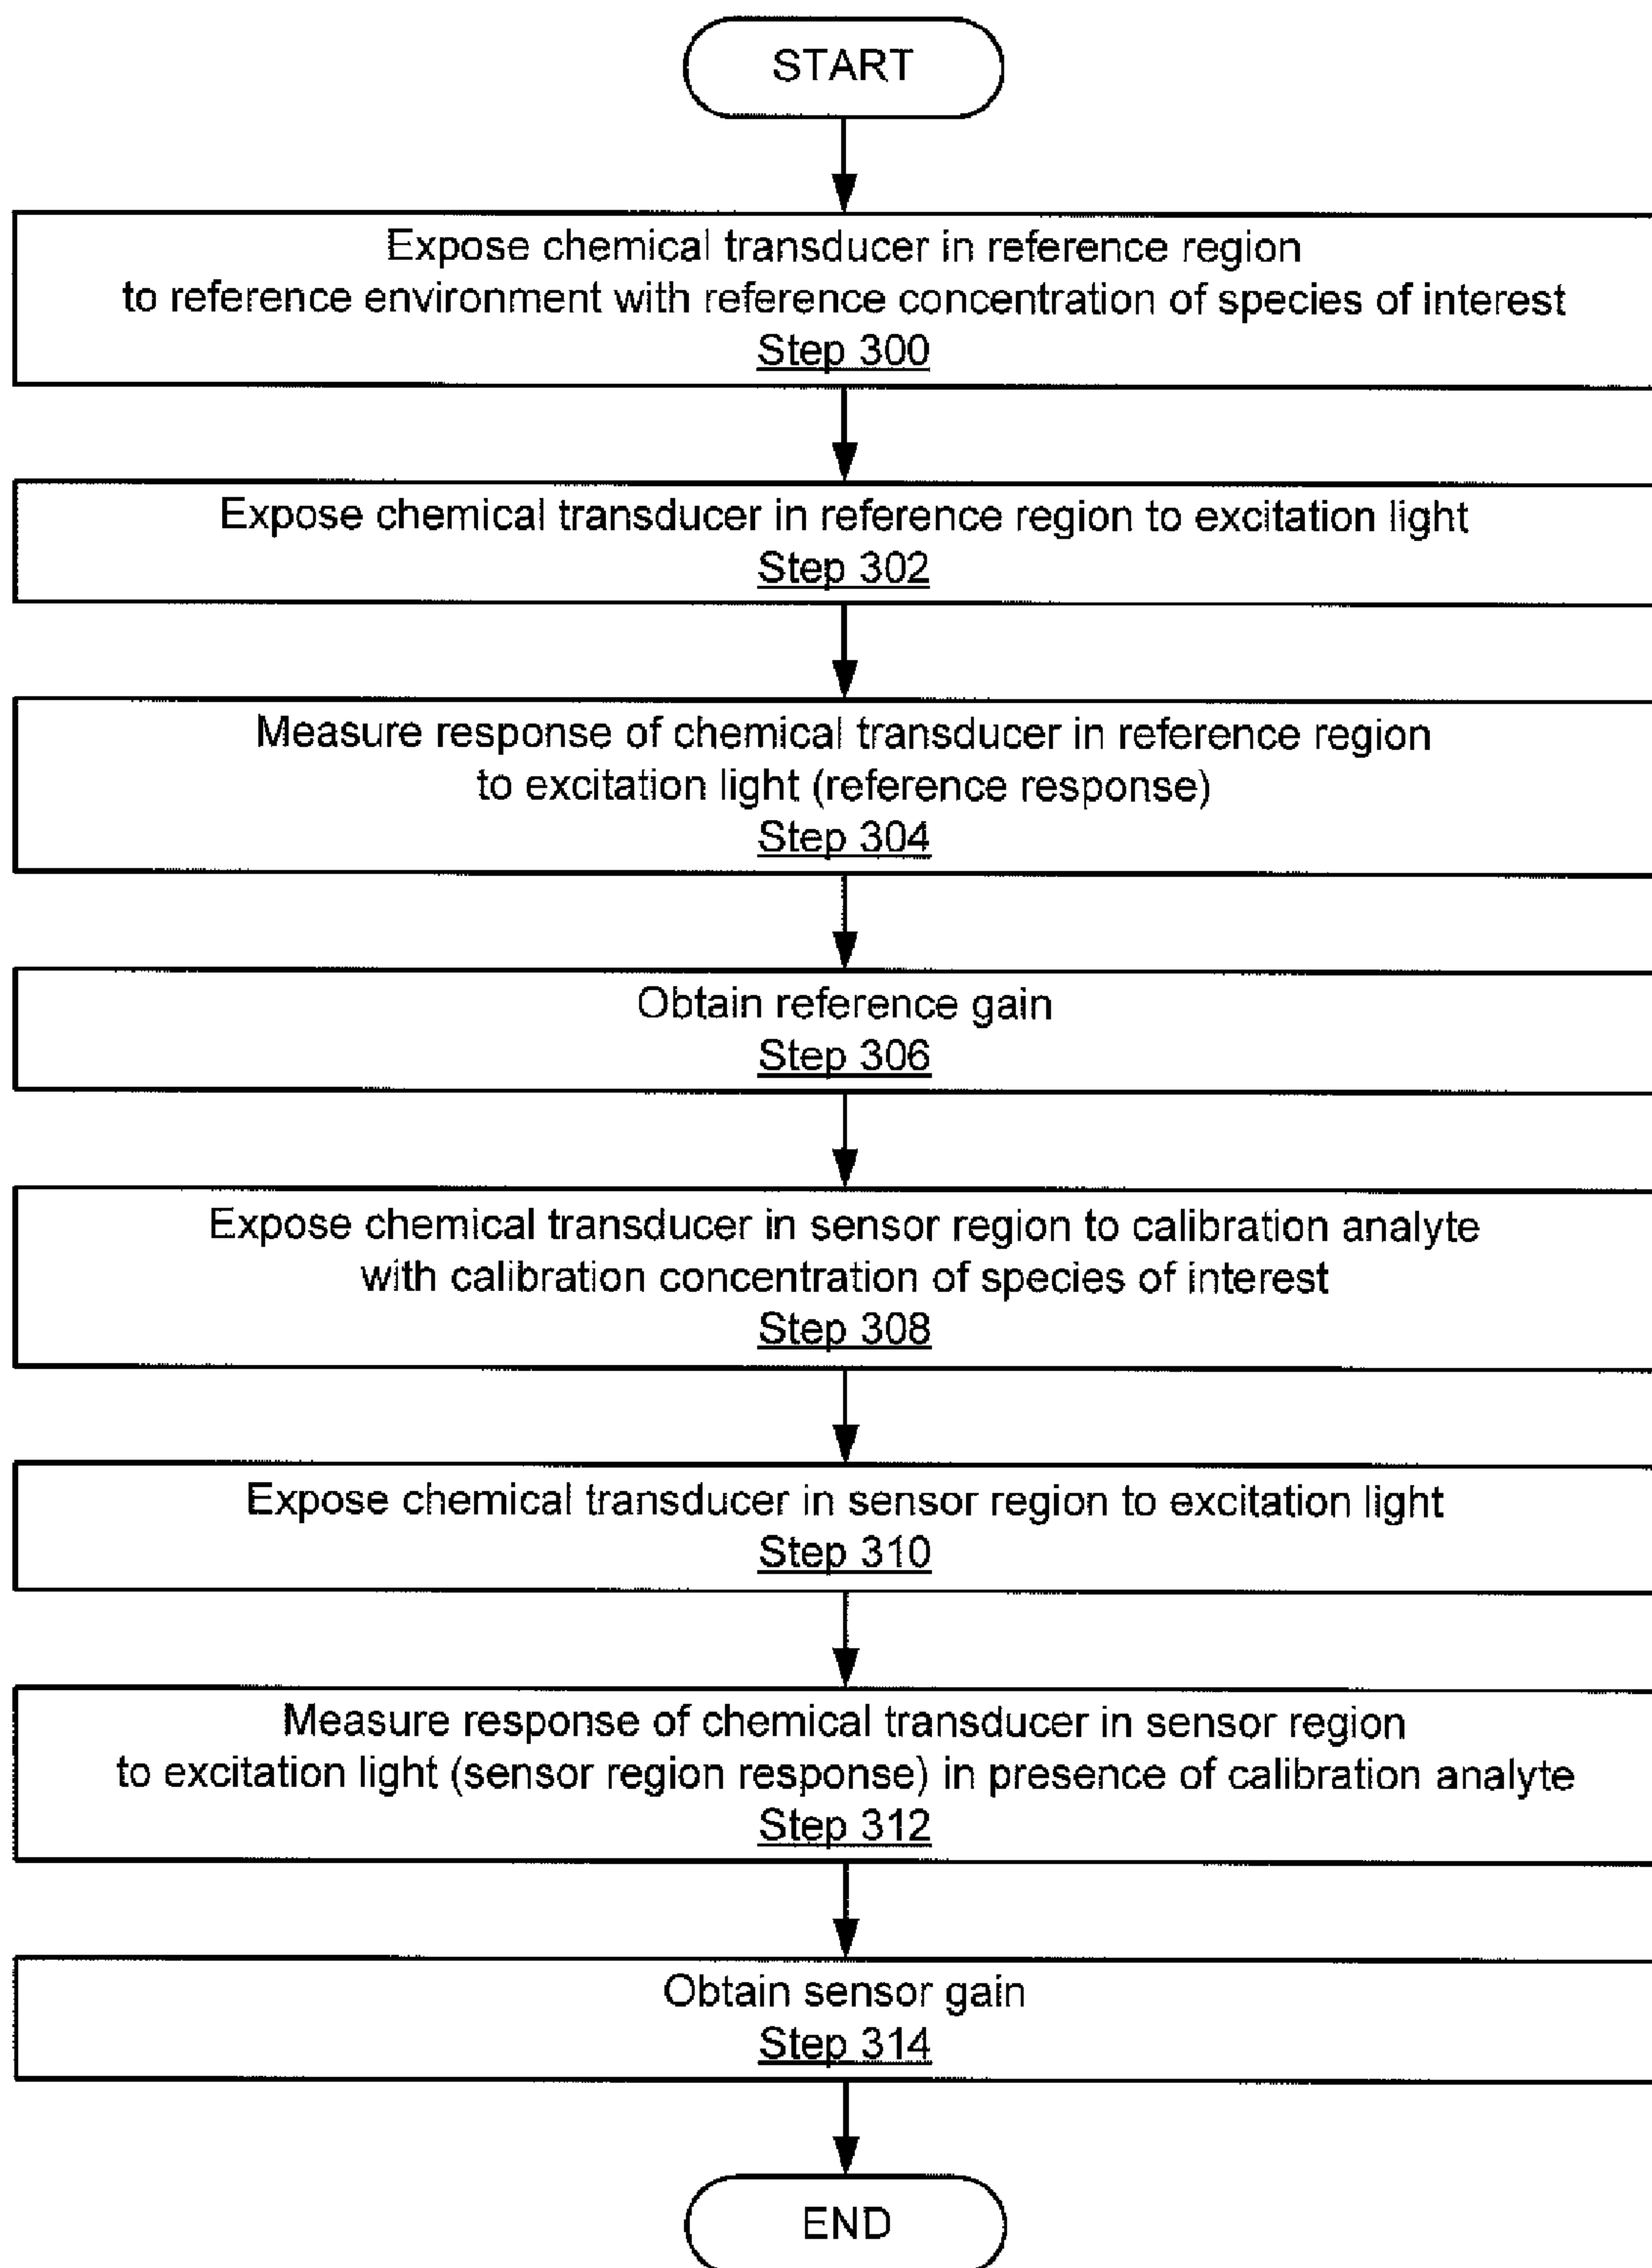 START
Expose chemical transducer in reference region
to reference environment with reference concentration of species of interest
Step 300
Expose chemical transducer in reference region to excitation light
Step 302
Measure response of chemical transducer in reference region
to excitation light (reference response)
Step 304
Obtain reference gain
Step 306
Expose chemical transducer in sensor region to calibration analyte
with calibration concentration of species of interest
Step 308
Expose chemical transducer in sensor region to excitation light
Step 310
Measure response of chemical transducer in sensor region
to excitation light (sensor region response) in presence of calibration analyte
Step 312
Obtain sensor gain
Step 314
END